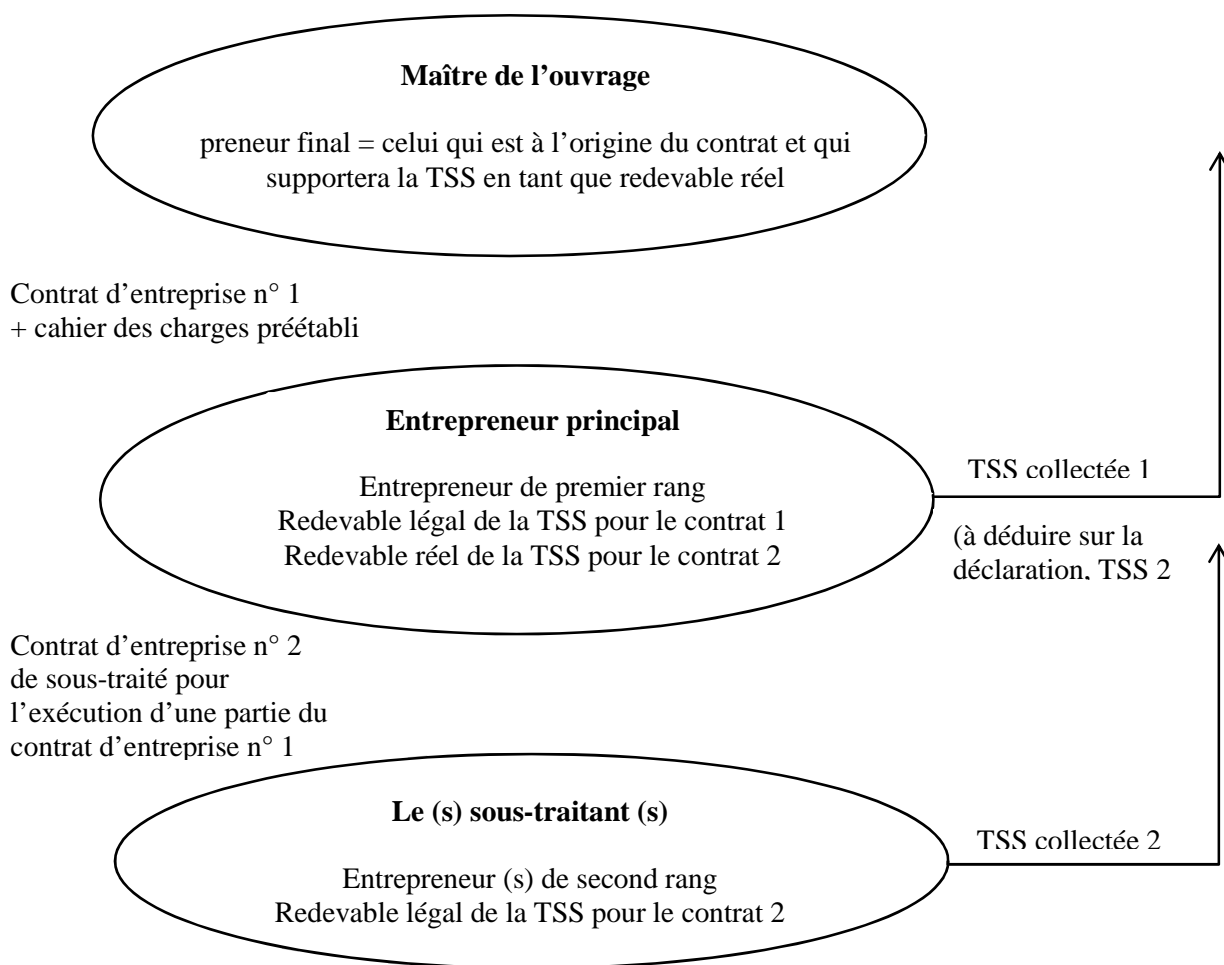 Maître de l’ouvrage
preneur final = celui qui est à l’origine du contrat et qui
supportera la TSS en tant que redevable réel
Contrat d’entreprise n° 1
+ cahier des charges préétabli
Entrepreneur principal
Entrepreneur de premier rang
Redevable légal de la TSS pour le contrat 1
Redevable réel de la TSS pour le contrat 2
TSS collectée 1
(à déduire sur la
déclaration, TSS 2
Contrat d’entreprise n° 2
de sous-traité pour
l’exécution d’une partie du
contrat d’entreprise n° 1
Le (s) sous-traitant (s)
Entrepreneur (s) de second rang
Redevable légal de la TSS pour le contrat 2
TSS collectée 2